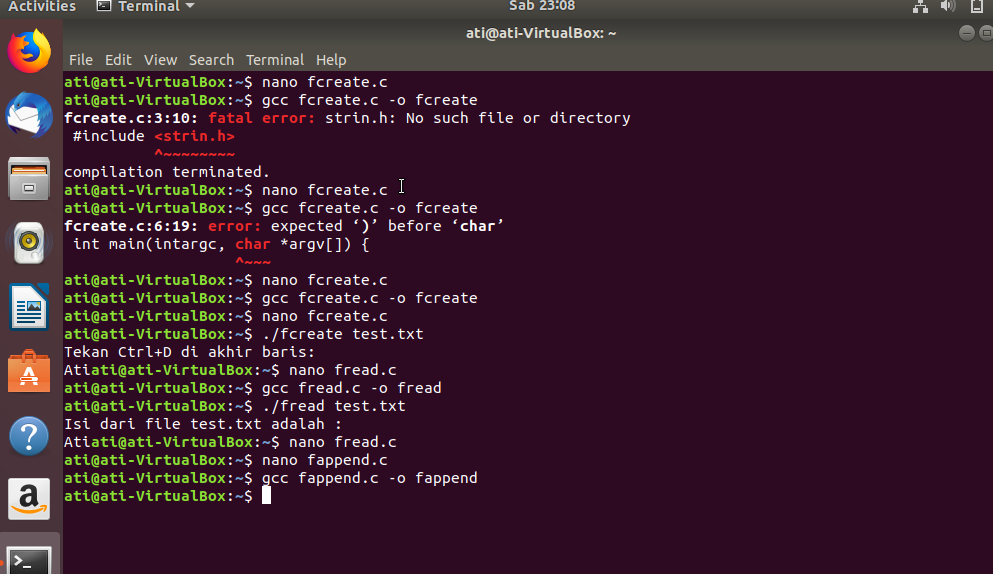 Activities Terminal Sab 23:08
ati@ati-VirtualBox: ~
File Edit View Search Terminal Help
ati@ati-VirtualBox:~$ nano fcreate.c
ati@ati-VirtualBox:~$ gcc fcreate.c -o fcreate
fcreate.c:3:10: fatal error: strin.h: No such file or directory
 #include <strin.h>
          ^~~~~~~~~
compilation terminated.
ati@ati-VirtualBox:~$ nano fcreate.c
ati@ati-VirtualBox:~$ gcc fcreate.c -o fcreate
fcreate.c:6:19: error: expected ‘)’ before ‘char’
 int main(intargc, char *argv[]) {
                   ^~~~
ati@ati-VirtualBox:~$ nano fcreate.c
ati@ati-VirtualBox:~$ gcc fcreate.c -o fcreate
ati@ati-VirtualBox:~$ nano fcreate.c
ati@ati-VirtualBox:~$ ./fcreate test.txt
Tekan Ctrl+D di akhir baris:
Atiati@ati-VirtualBox:~$ nano fread.c
ati@ati-VirtualBox:~$ gcc fread.c -o fread
ati@ati-VirtualBox:~$ ./fread test.txt
Isi dari file test.txt adalah :
Atiati@ati-VirtualBox:~$ nano fread.c
ati@ati-VirtualBox:~$ nano fappend.c
ati@ati-VirtualBox:~$ gcc fappend.c -o fappend
ati@ati-VirtualBox:~$